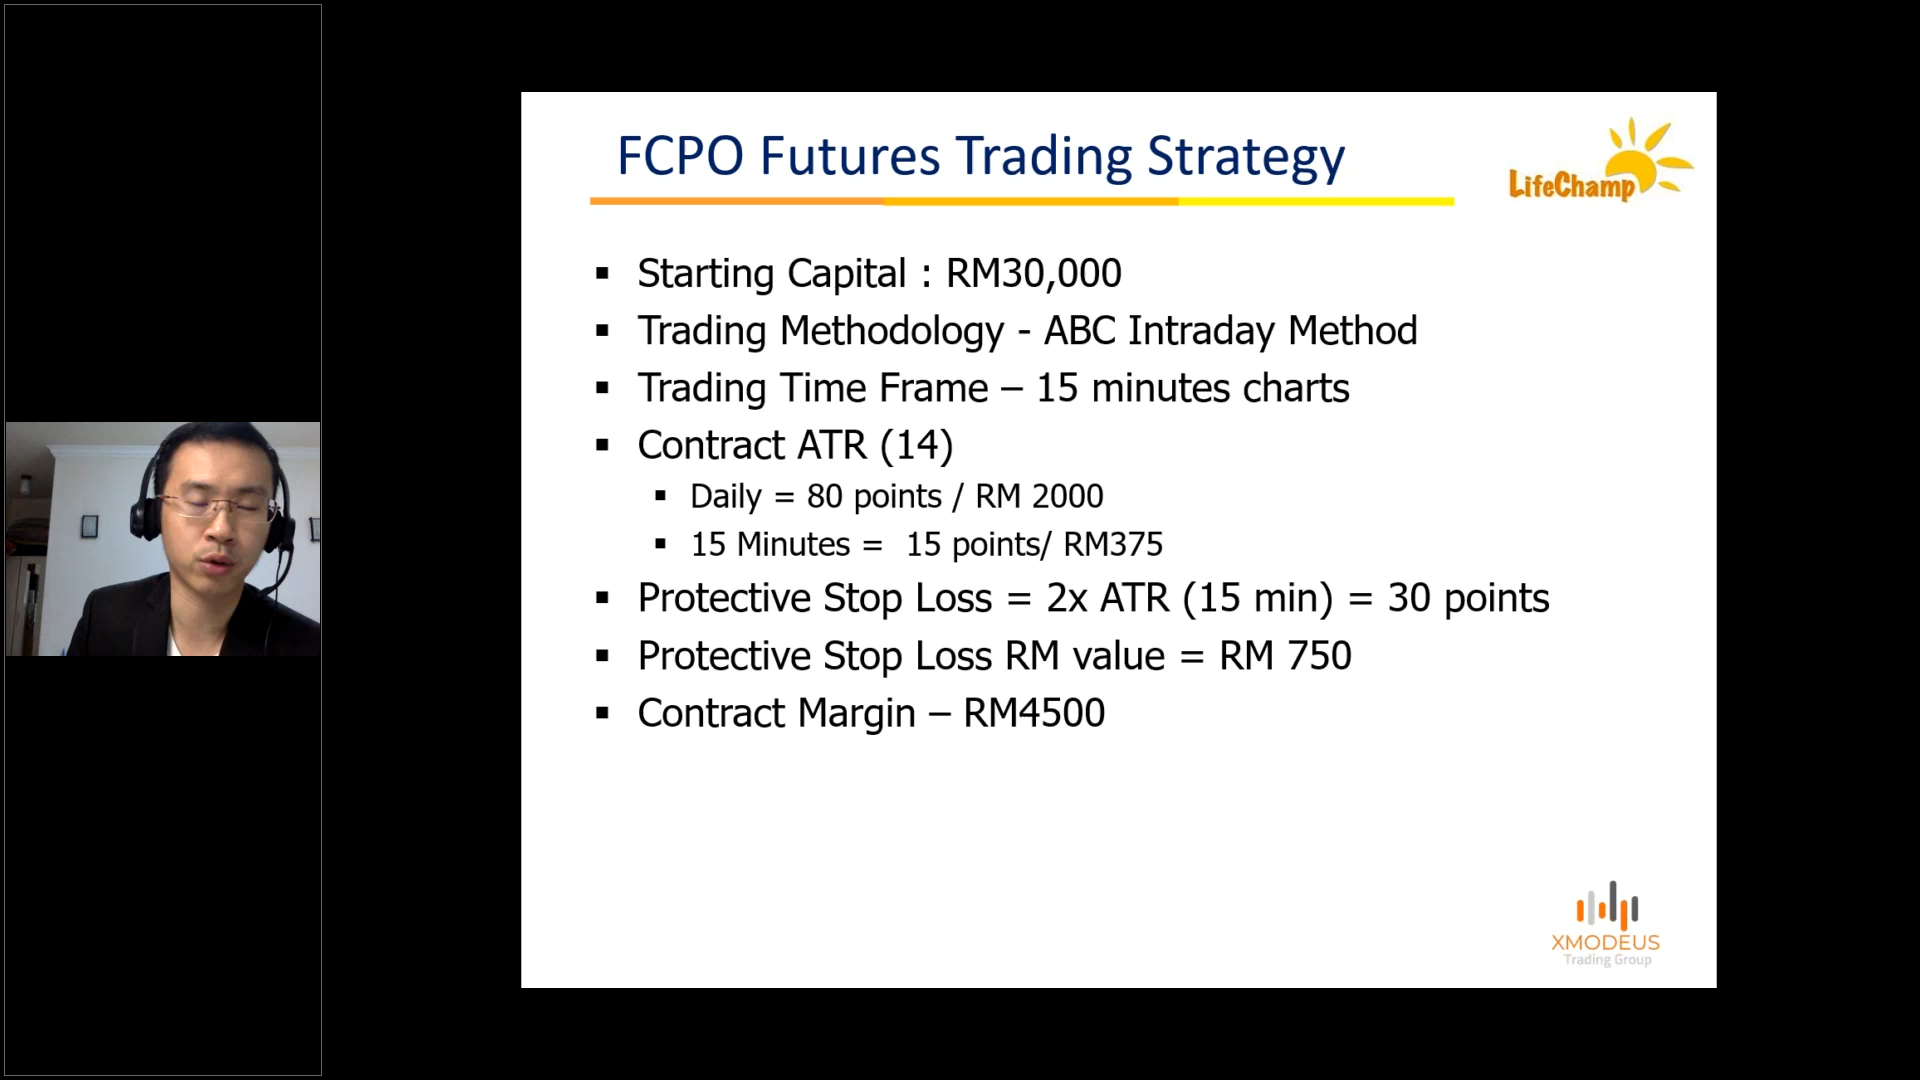 FCPO Futures Trading Strategy
LifeChamp
Starting Capital : RM30,000
Trading Methodology - ABC Intraday Method
Trading Time Frame – 15 minutes charts
Contract ATR (14)
Daily = 80 points / RM 2000
15 Minutes = 15 points/ RM375
Protective Stop Loss = 2x ATR (15 min) = 30 points
Protective Stop Loss RM value = RM 750
Contract Margin – RM4500
XMODEUS
Trading Group